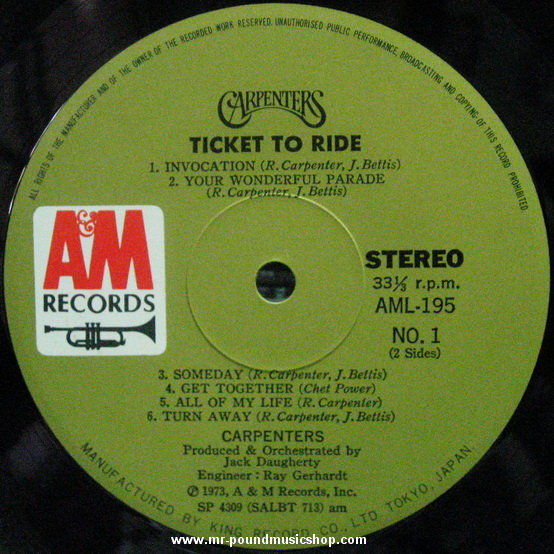 ALL RIGHTS OF THE MANUFACTURER AND OF THE OWNER OF THE RECORDED WORK RESERVED. UNAUTHORISED PUBLIC PERFORMANCE, BROADCASTING AND COPYING OF THIS RECORD PROHIBITED.
CARPENTERS
TICKET TO RIDE
1. INVOCATION (R. Carpenter, J. Bettis)
2. YOUR WONDERFUL PARADE
(R. Carpenter, J. Bettis)
A&M
RECORDS
STEREO
33⅓ r.p.m.
AML-195
NO. 1
(2 Sides)
3. SOMEDAY (R. Carpenter, J. Bettis)
4. GET TOGETHER (Chet Power)
5. ALL OF MY LIFE (R. Carpenter)
6. TURN AWAY (R. Carpenter, J. Bettis)
CARPENTERS
Produced & Orchestrated by
Jack Daugherty
Engineer : Ray Gerhardt
℗ 1973, A & M Records, Inc.
SP 4309 (SALBT 713) am
MANUFACTURED BY KING RECORD CO., LTD TOKYO, JAPAN.
www.mr-poundmusicshop.com